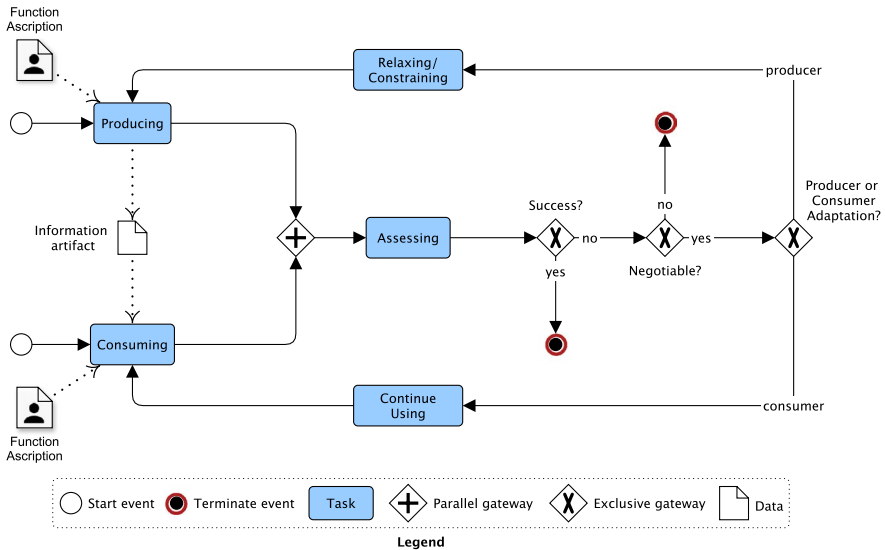 Function
Ascription
Relaxing/
Constraining
producer
Producing
Producer or
Consumer
Adaptation?
no
Success?
Information
artifact
Assessing
no
yes
Negotiable?
yes
Consuming
Continue
Using
consumer
Function
Ascription
Start event
Terminate event
Task
Parallel gateway
Exclusive gateway
Data
Legend